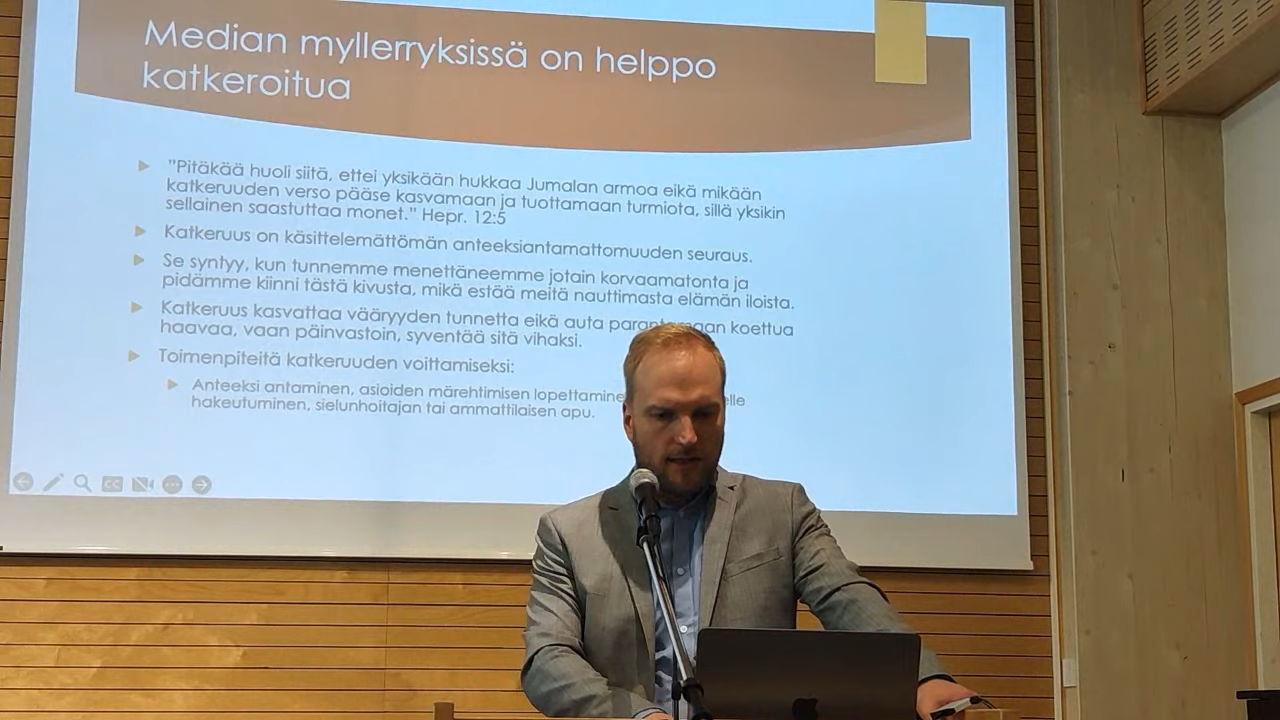 Median myllerryksissä on helppo
katkeroitua
"Pitäkää huoli siitä, ettei yksikään hukkaa Jumalan armoa eikä mikään
katkeruuden verso pääse kasvamaan ja tuottamaan turmiota, sillä yksikin
sellainen saastuttaa monet." Hepr. 12:5
Katkeruus on käsittelemättömän anteeksiantamattomuuden seuraus.
Se syntyy, kun tunnemme menettäneemme jotain korvaamatonta ja
pidämme kiinni tästä kivusta, mikä estää meitä nauttimasta elämän iloista.
Katkeruus kasvattaa vääryyden tunnetta eikä auta parantamaan koettua
haavaa, vaan päinvastoin, syventää sitä vihaksi.
Toimenpiteitä katkeruuden voittamiseksi:
Anteeksi antaminen, asioiden märehtimisen lopettamine elle
hakeutuminen, sielunhoitajan tai ammattilaisen apu.
CC